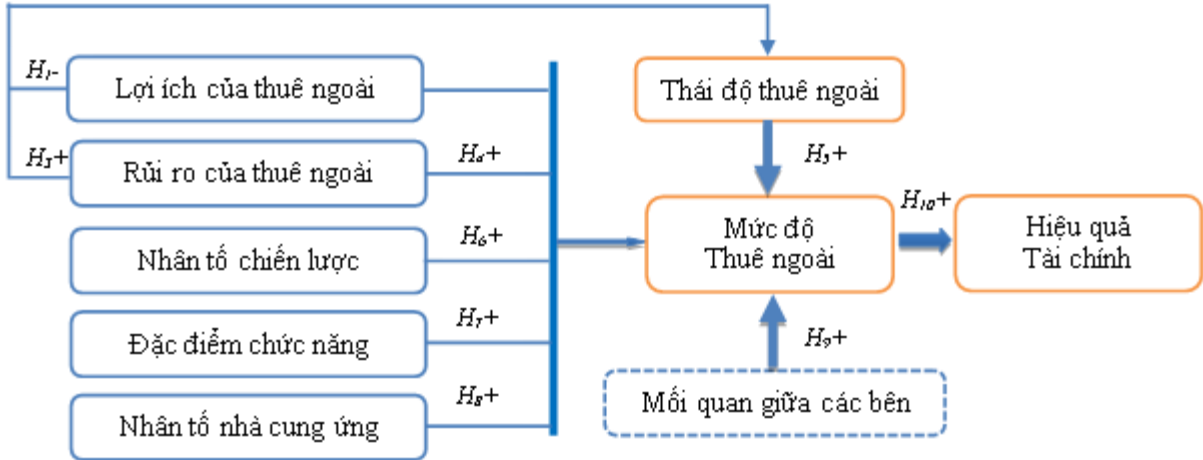 H₁-
Lợi ích của thuê ngoài
Thái độ thuê ngoài
H₃+
Rủi ro của thuê ngoài
H₄+
H₅+
Nhân tố chiến lược
H₆+
Mức độ
Thuê ngoài
H₁₀+
Hiệu quả
Tài chính
Đặc điểm chức năng
H₇+
H₉+
Nhân tố nhà cung ứng
H₈+
Mối quan giữa các bên